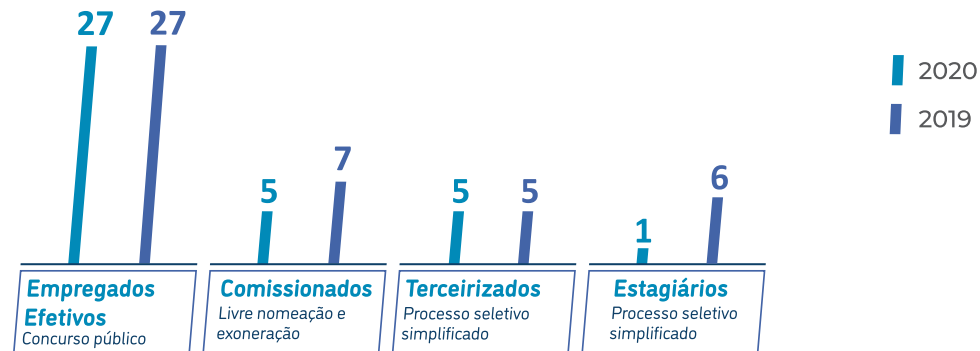 27
27
5
7
5
5
1
6
2020
2019
Empregados
Efetivos
Concurso público
Comissionados
Livre nomeação e
exoneração
Terceirizados
Processo seletivo
simplificado
Estagiários
Processo seletivo
simplificado